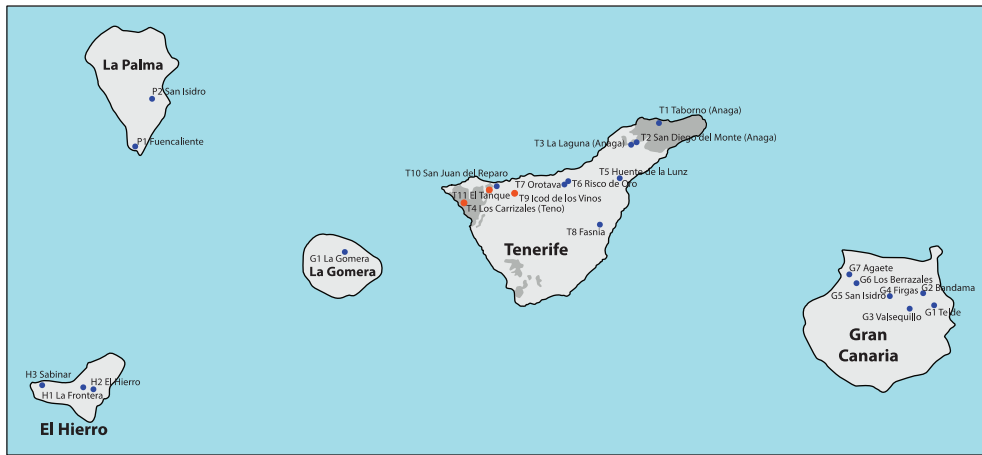 La Palma
P2 San Isidro
P1 Fuencaliente
T1 Taborno (Anaga)
T2 San Diego del Monte (Anaga)
T3 La Laguna (Anaga)
T10 San Juan del Reparo
T5 Huente de la Lunz
T7 Orotava
T6 Risco de Oro
T11 El Tanque
T9 Icod de los Vinos
T4 Los Carrizales (Teno)
T8 Fasnia
Tenerife
G1 La Gomera
La Gomera
G7 Agaete
G6 Los Berrazales
G4 Firgas
G2 Bandama
G5 San Isidro
G3 Valsequillo
G1 Telde
Gran
Canaria
H3 Sabinar
H2 El Hierro
H1 La Frontera
El Hierro